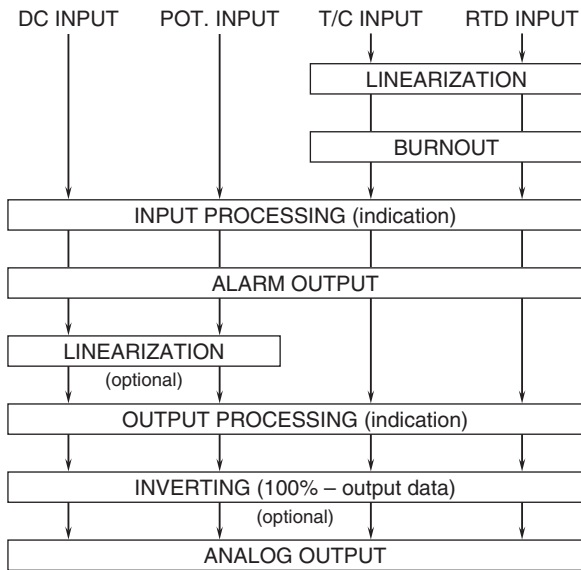 DC INPUT POT. INPUT T/C INPUT RTD INPUT
LINEARIZATION
BURNOUT
INPUT PROCESSING (indication)
ALARM OUTPUT
LINEARIZATION
(optional)
OUTPUT PROCESSING (indication)
INVERTING (100% – output data)
(optional)
ANALOG OUTPUT